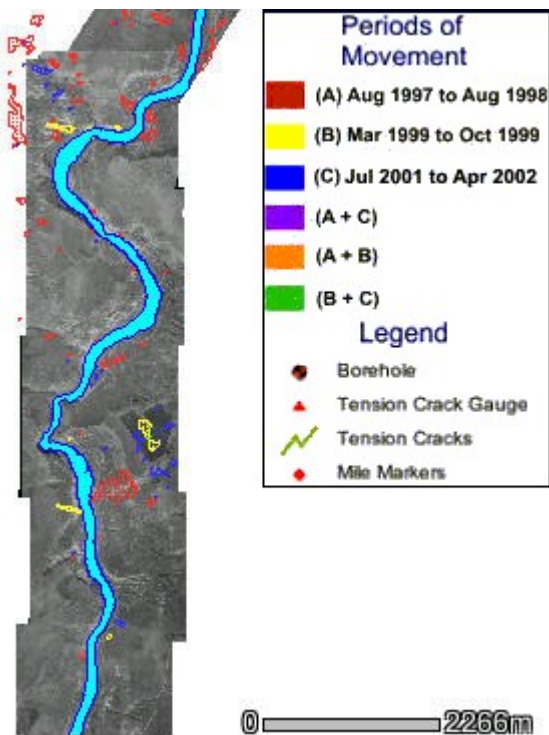 Periods of
Movement
(A) Aug 1997 to Aug 1998
(B) Mar 1999 to Oct 1999
(C) Jul 2001 to Apr 2002
(A + C)
(A + B)
(B + C)
Legend
Borehole
Tension Crack Gauge
Tension Cracks
Mile Markers
0 2266m